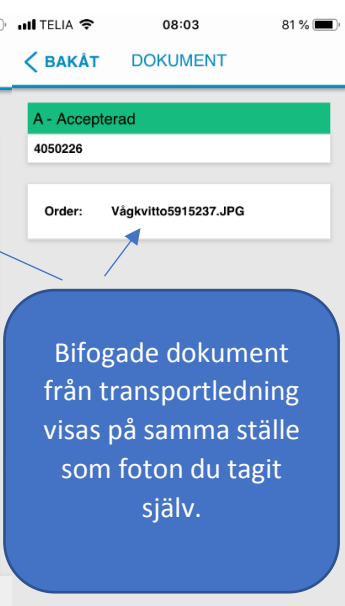 TELIA 08:03 81 %
BAKÅT DOKUMENT
A - Accepterad
4050226
Order: Vågkvitto5915237.JPG
Bifogade dokument
från transportledning
visas på samma ställe
som foton du tagit
själv.